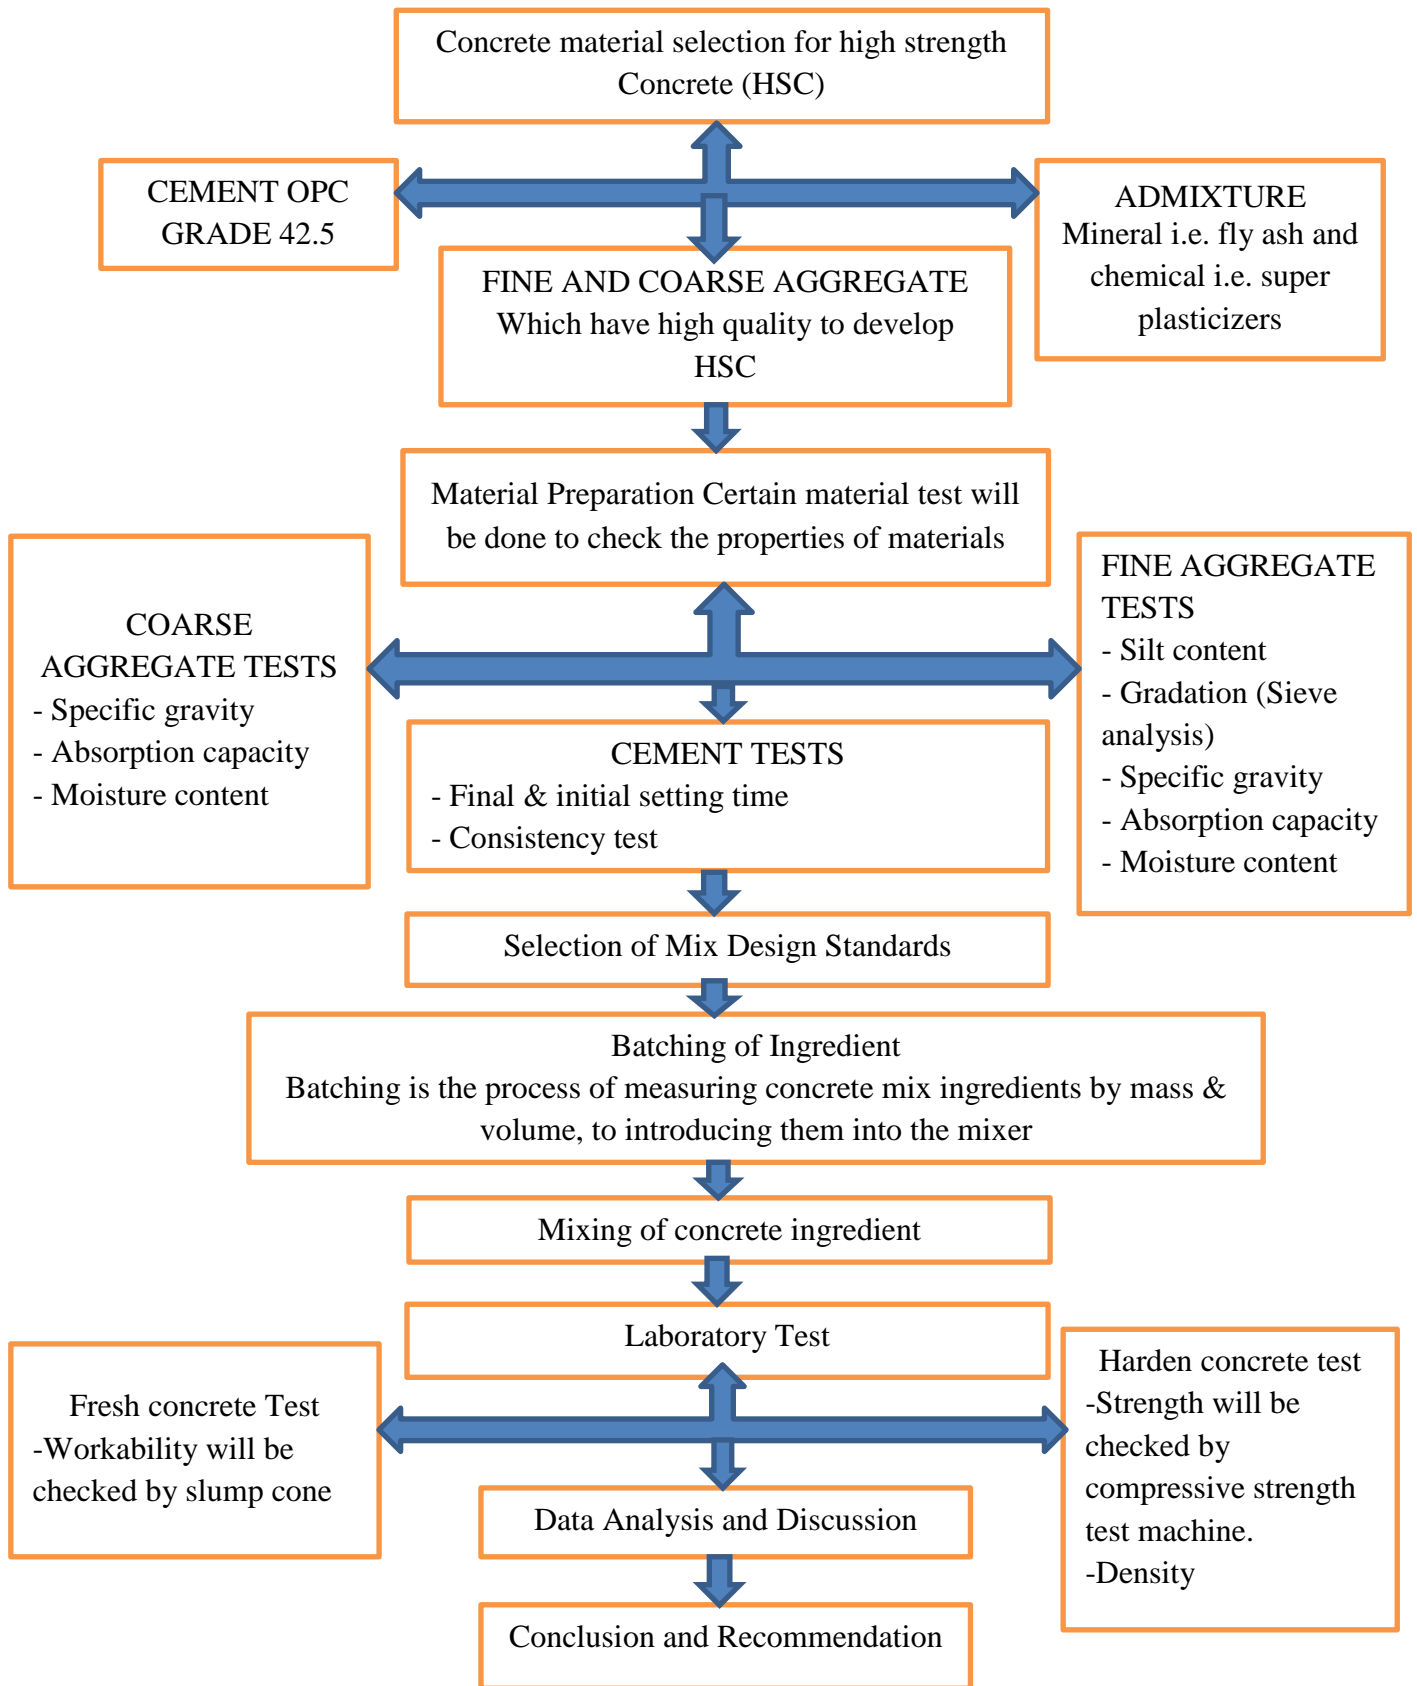 Concrete material selection for high strength
Concrete (HSC)
CEMENT OPC
GRADE 42.5
ADMIXTURE
Mineral i.e. fly ash and
chemical i.e. super
plasticizers
FINE AND COARSE AGGREGATE
Which have high quality to develop
HSC
Material Preparation Certain material test will
be done to check the properties of materials
COARSE
AGGREGATE TESTS
- Specific gravity
- Absorption capacity
- Moisture content
FINE AGGREGATE
TESTS
- Silt content
- Gradation (Sieve
analysis)
- Specific gravity
- Absorption capacity
- Moisture content
CEMENT TESTS
- Final & initial setting time
- Consistency test
Selection of Mix Design Standards
Batching of Ingredient
Batching is the process of measuring concrete mix ingredients by mass &
volume, to introducing them into the mixer
Mixing of concrete ingredient
Laboratory Test
Fresh concrete Test
-Workability will be
checked by slump cone
Harden concrete test
-Strength will be
checked by
compressive strength
test machine.
-Density
Data Analysis and Discussion
Conclusion and Recommendation